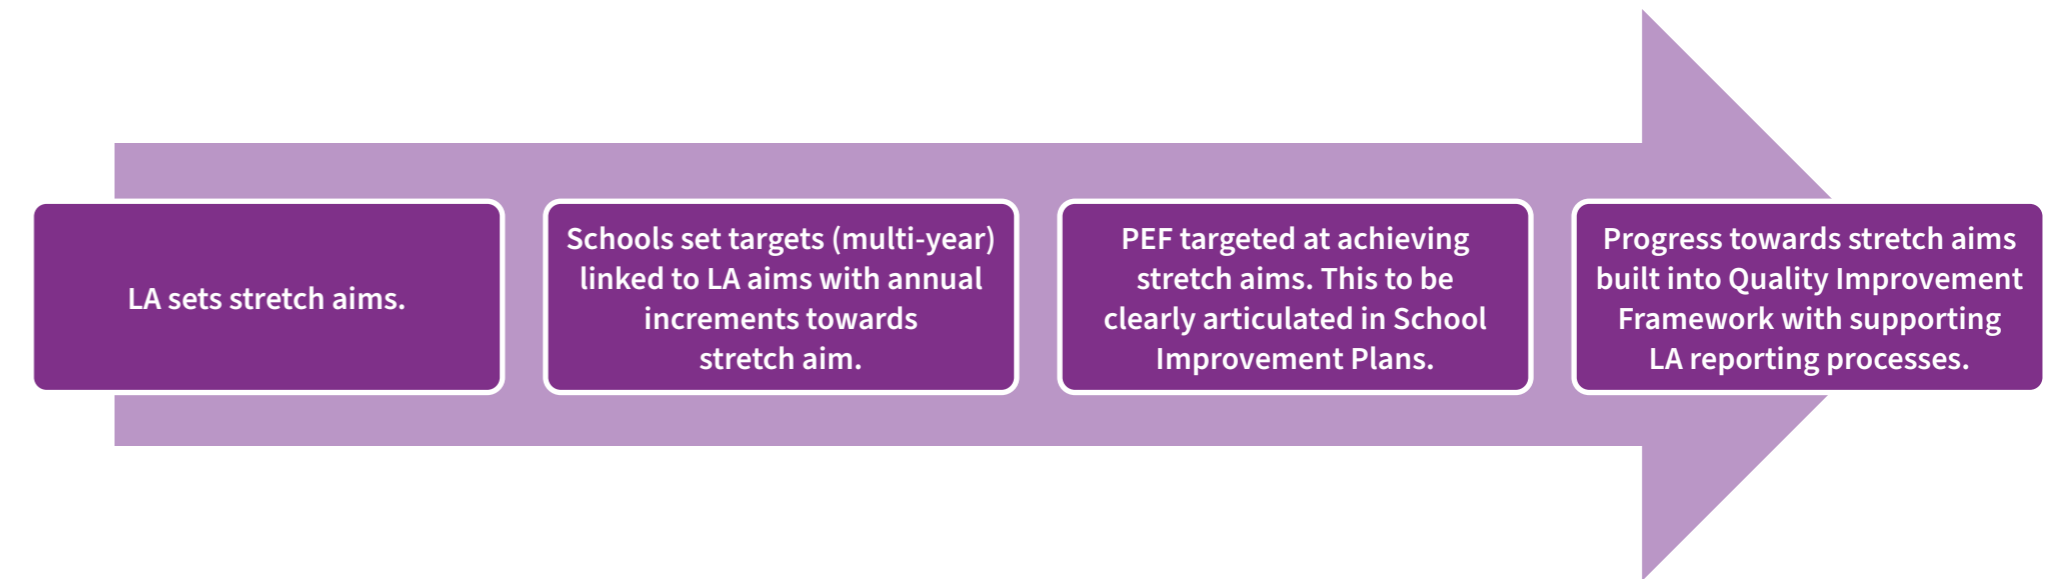 LA sets stretch aims.
Schools set targets (multi-year)
linked to LA aims with annual
increments towards
stretch aim.
PEF targeted at achieving
stretch aims. This to be
clearly articulated in School
Improvement Plans.
Progress towards stretch aims
built into Quality Improvement
Framework with supporting
LA reporting processes.